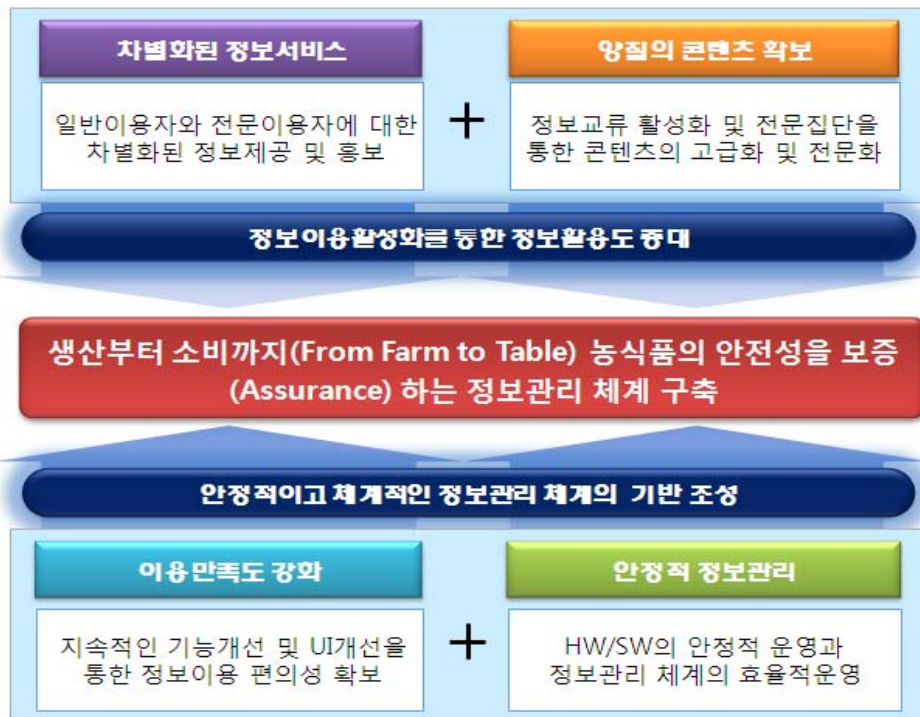 차별화된 정보서비스
양질의 콘텐츠 확보
일반이용자와 전문이용자에 대한
차별화된 정보제공 및 홍보
+
정보교류 활성화 및 전문집단을
통한 콘텐츠의 고급화 및 전문화
정보이용활성화를 통한 정보활용도 증대
생산부터 소비까지(From Farm to Table) 농식품의 안전성을 보증
(Assurance) 하는 정보관리 체계 구축
안정적이고 체계적인 정보관리 체계의 기반 조성
이용만족도 강화
안정적 정보관리
지속적인 기능개선 및 UI개선을
통한 정보이용 편의성 확보
+
HW/SW의 안정적 운영과
정보관리 체계의 효율적운영